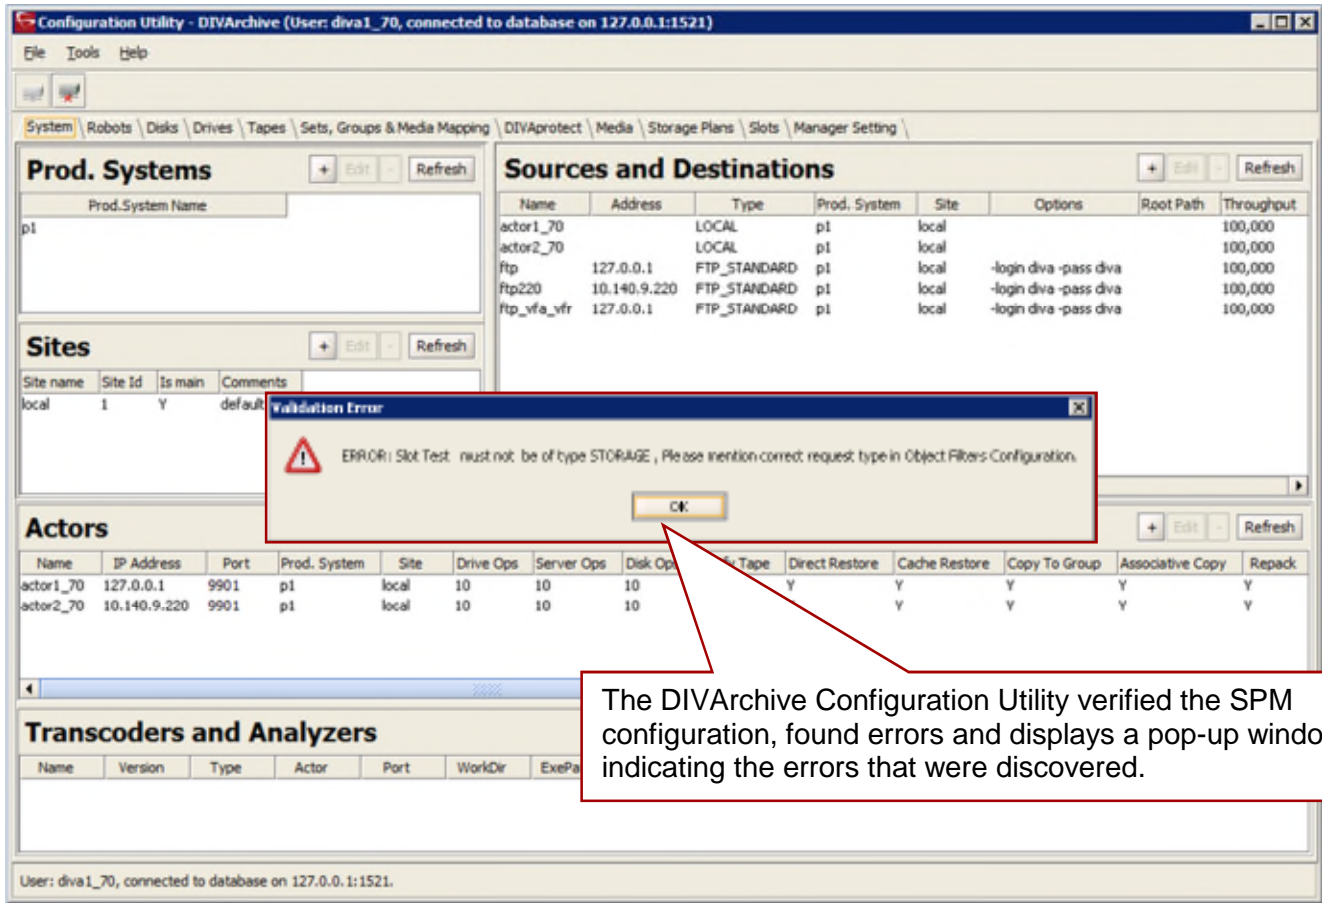 Configuration Utility - DIVArchive (User: diva1_70, connected to database on 127.0.0.1:1521)
File Tools Help
System Robots Disks Drives Tapes Sets, Groups & Media Mapping DIVAprotect Media Storage Plans Slots Manager Setting
Prod. Systems + Edit - Refresh
Prod.System Name
p1
Sources and Destinations + Edit - Refresh
Name Address Type Prod. System Site Options Root Path Throughput
actor1_70 LOCAL p1 local 100,000
actor2_70 LOCAL p1 local 100,000
ftp 127.0.0.1 FTP_STANDARD p1 local -login diva -pass diva 100,000
ftp220 10.140.9.220 FTP_STANDARD p1 local -login diva -pass diva 100,000
ftp_vfa_vfr 127.0.0.1 FTP_STANDARD p1 local -login diva -pass diva 100,000
Sites + Edit - Refresh
Site name Site Id Is main Comments
local 1 Y default
Validation Error
ERROR: Slot Test must not be of type STORAGE , Please mention correct request type in Object Filters Configuration.
OK
Actors + Edit - Refresh
Name IP Address Port Prod. System Site Drive Ops Server Ops Disk Op Tape Direct Restore Cache Restore Copy To Group Associative Copy Repack
actor1_70 127.0.0.1 9901 p1 local 10 10 10 Y Y Y Y Y
actor2_70 10.140.9.220 9901 p1 local 10 10 10 Y Y Y Y
The DIVArchive Configuration Utility verified the SPM
configuration, found errors and displays a pop-up windo
indicating the errors that were discovered.
Transcoders and Analyzers
Name Version Type Actor Port WorkDir ExePa
User: diva1_70, connected to database on 127.0.0.1:1521.